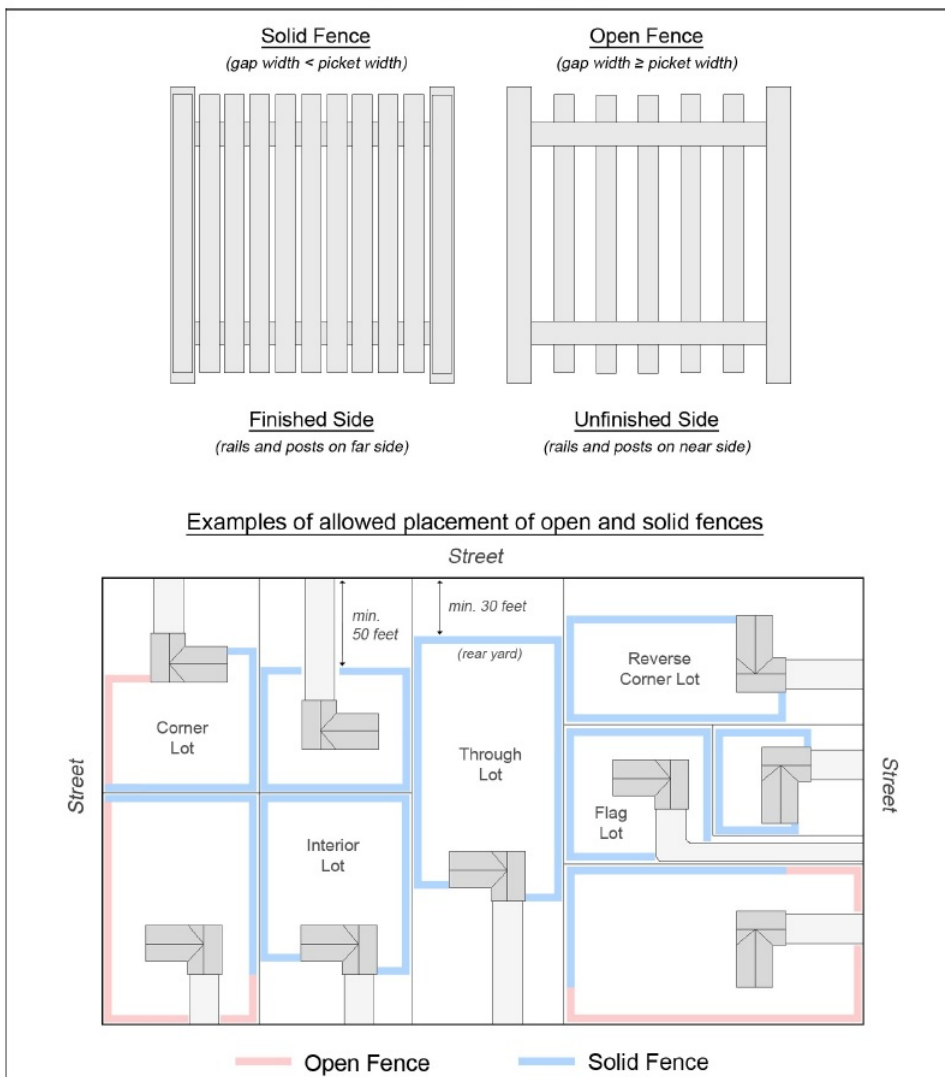 Solid Fence
(gap width < picket width)
Open Fence
(gap width ≥ picket width)
Finished Side
(rails and posts on far side)
Unfinished Side
(rails and posts on near side)
Examples of allowed placement of open and solid fences
Street
min.
50 feet
min. 30 feet
(rear yard)
Reverse
Corner Lot
Corner
Lot
Through
Lot
Street
Street
Flag
Lot
Interior
Lot
Open Fence
Solid Fence